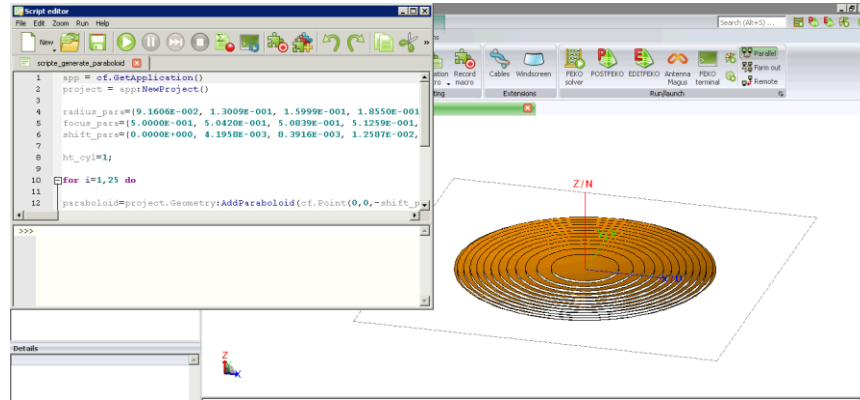 Script editor
File Edit Zoom Run Help
New
scripte_generate_paraboloid
1 app = cf.GetApplication()
2 project = app:NewProject()
3
4 radius_para={9.1606E-002, 1.3009E-001, 1.5999E-001, 1.8550E-001
5 focus_para={5.0000E-001, 5.0420E-001, 5.0839E-001, 5.1259E-001,
6 shift_para={0.0000E+000, 4.1958E-003, 8.3916E-003, 1.2587E-002,
7
8 ht_cyl=1;
9
10 for i=1,25 do
11
12 paraboloid=project.Geometry:AddParaboloid(cf.Point(0,0,-shift_p
>>>
Details
Search (Alt+S) ...
Record macro
Cables
Windscreen
Extensions
FEKO solver
POSTFEKO
EDITFEKO
Antenna Magus
FEKO terminal
Parallel
Farm out
Remote
Run/launch
Z/N
Z
X